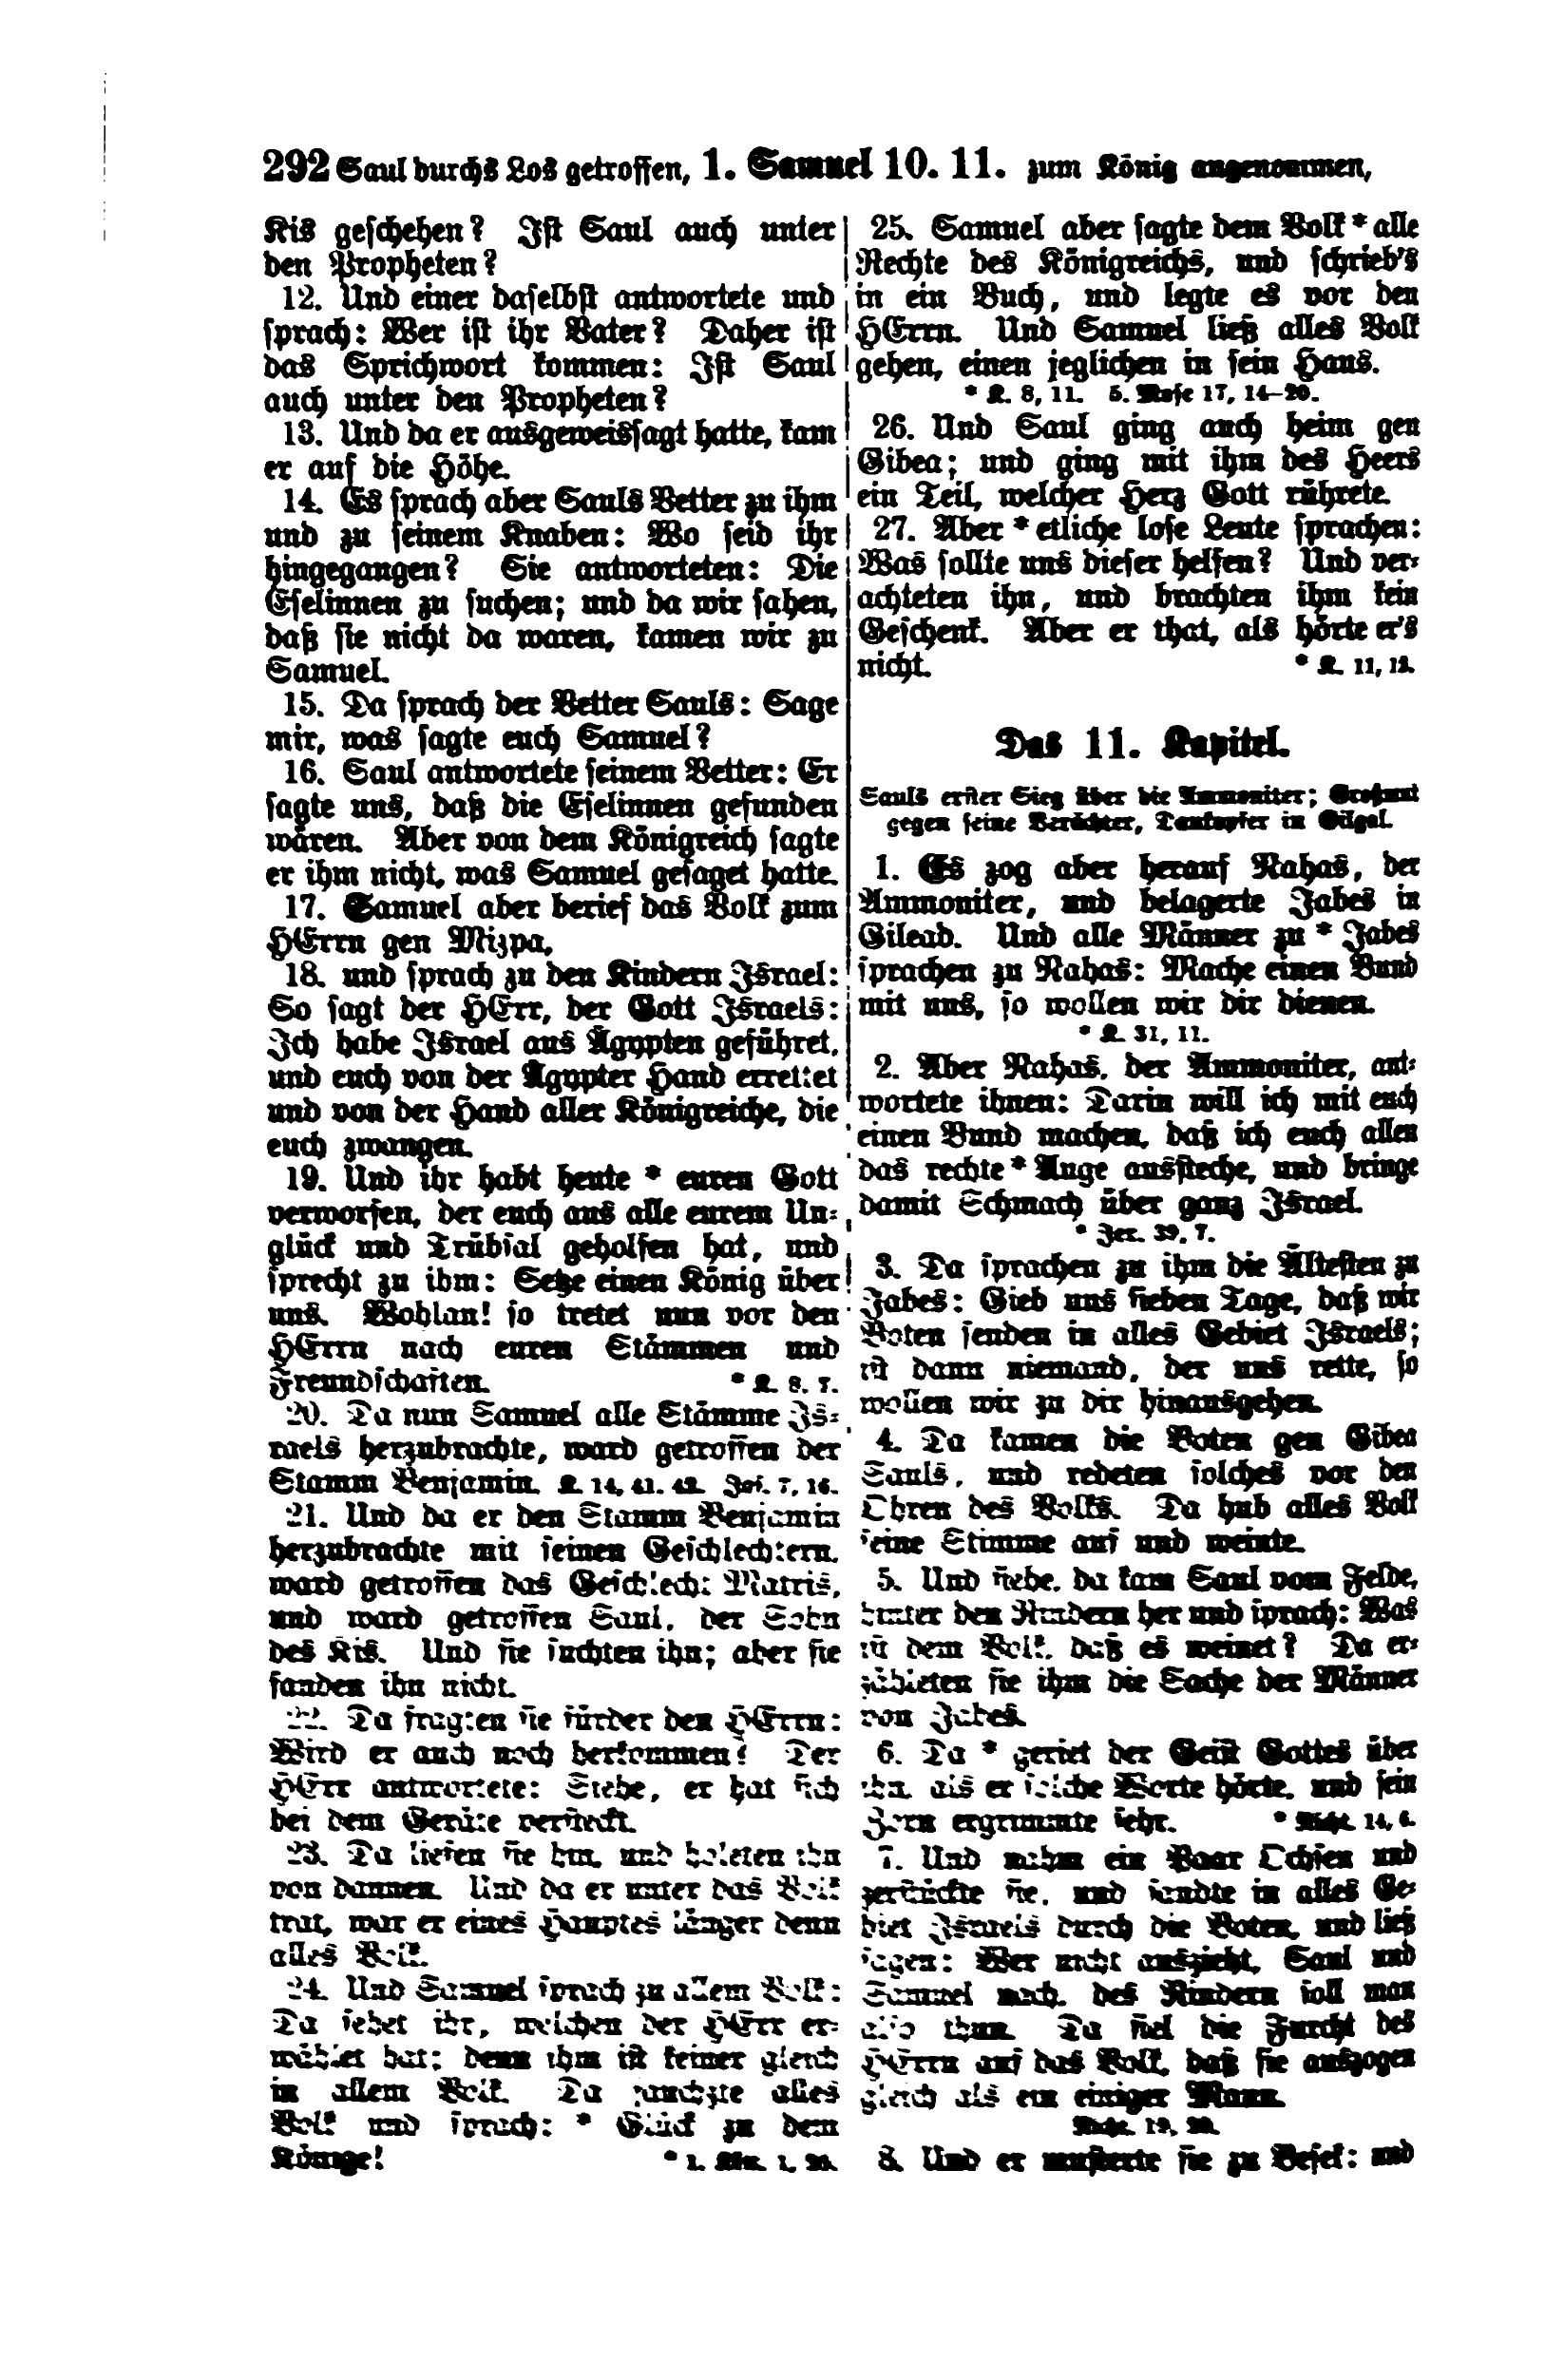 292 Saul durchs Los getroffen, 1. Samuel 10. 11. zum König angenommen,
Kis geschehen? Ist Saul auch unter
den Propheten?
12. Und einer daselbst antwortete und
sprach: Wer ist ihr Vater? Daher ist
das Sprichwort kommen: Ist Saul
auch unter den Propheten?
13. Und da er ausgeweissagt hatte, kam
er auf die Höhe.
14. Es sprach aber Sauls Vetter zu ihm
und zu seinem Knaben: Wo seid ihr
hingegangen? Sie antworteten: Die
Eselinnen zu suchen; und da wir sahen,
daß sie nicht da waren, kamen wir zu
Samuel.
15. Da sprach der Vetter Sauls: Sage
mir, was sagte euch Samuel?
16. Saul antwortete seinem Vetter: Er
sagte uns, daß die Eselinnen gefunden
wären. Aber von dem Königreich sagte
er ihm nicht, was Samuel gesaget hatte.
17. Samuel aber berief das Volk zum
HErrn gen Mizpa,
18. und sprach zu den Kindern Israel:
So sagt der HErr, der Gott Israels:
Ich habe Israel aus Ägypten geführet,
und euch von der Ägypter Hand errettet
und von der Hand aller Königreiche, die
euch zwangen.
19. Und ihr habt heute * euren Gott
verworfen, der euch aus alle eurem Un-
glück und Trübsal geholfen hat, und
sprecht zu ihm: Setze einen König über
uns. Wohlan! so tretet nun vor den
HErrn nach euren Stämmen und
Freundschaften. * K. 8, 7.
20. Da nun Samuel alle Stämme Is-
raels herzubrachte, ward getroffen der
Stamm Benjamin. K. 14, 41. 42. Jos. 7, 16.
21. Und da er den Stamm Benjamin
herzubrachte mit seinen Geschlechtern,
ward getroffen das Geschlecht Matris,
und ward getroffen Saul, der Sohn
des Kis. Und sie suchten ihn; aber sie
fanden ihn nicht.
22. Da fragten sie fürder den HErrn:
Wird er auch noch herkommen? Der
HErr antwortete: Siehe, er hat sich
bei dem Geräte versteckt.
23. Da liefen sie hin, und holeten ihn
von dannen. Und da er unter das Volk
trat, war er eines Hauptes länger denn
alles Volk.
24. Und Samuel sprach zu allem Volk:
Da sehet ihr, welchen der HErr er-
wählet hat; denn ihm ist keiner gleich
in allem Volk. Da jauchzte alles
Volk und sprach: * Glück zu dem
Könige! * 1. Kön. 1, 39.
25. Samuel aber sagte dem Volk * alle
Rechte des Königreichs, und schrieb's
in ein Buch, und legte es vor den
HErrn. Und Samuel ließ alles Volk
gehen, einen jeglichen in sein Haus.
* K. 8, 11. 5. Mose 17, 14–20.
26. Und Saul ging auch heim gen
Gibea; und ging mit ihm des Heers
ein Teil, welcher Herz Gott rührete.
27. Aber * etliche lose Leute sprachen:
Was sollte uns dieser helfen? Und ver-
achteten ihn, und brachten ihm kein
Geschenk. Aber er that, als hörte er's
nicht. * K. 11, 12.
Das 11. Kapitel.
Sauls erster Sieg über die Ammoniter; Großmut
gegen seine Verächter, Dankopfer in Gilgal.
1. Es zog aber herauf Nahas, der
Ammoniter, und belagerte Jabes in
Gilead. Und alle Männer zu * Jabes
sprachen zu Nahas: Mache einen Bund
mit uns, so wollen wir dir dienen.
* K. 31, 11.
2. Aber Nahas, der Ammoniter, ant-
wortete ihnen: Darin will ich mit euch
einen Bund machen, daß ich euch allen
das rechte * Auge aussteche, und bringe
damit Schmach über ganz Israel.
* Jer. 39, 7.
3. Da sprachen zu ihm die Ältesten zu
Jabes: Gieb uns sieben Tage, daß wir
Boten senden in alles Gebiet Israels;
ist dann niemand, der uns rette, so
wollen wir zu dir hinausgehen.
4. Da kamen die Boten gen Gibea
Sauls, und redeten solches vor den
Ohren des Volks. Da hub alles Volk
seine Stimme auf und weinte.
5. Und siehe, da kam Saul vom Felde,
hinter den Rindern her und sprach: Was
ist dem Volk, daß es weinet? Da er-
zähleten sie ihm die Sache der Männer
von Jabes.
6. Da * geriet der Geist Gottes über
ihn, als er solche Worte hörte, und sein
Zorn ergrimmte sehr. * Richt. 14, 6.
7. Und nahm ein Paar Ochsen und
zerstückte sie, und sandte in alles Ge-
biet Israels durch die Boten, und ließ
sagen: Wer nicht auszieht, Saul und
Samuel nach, des Rindern soll man
also thun. Da fiel die Furcht des
HErrn auf das Volk, daß sie auszogen
gleich als ein einiger Mann.
Richt. 19, 29.
8. Und er musterte sie zu Besek: und